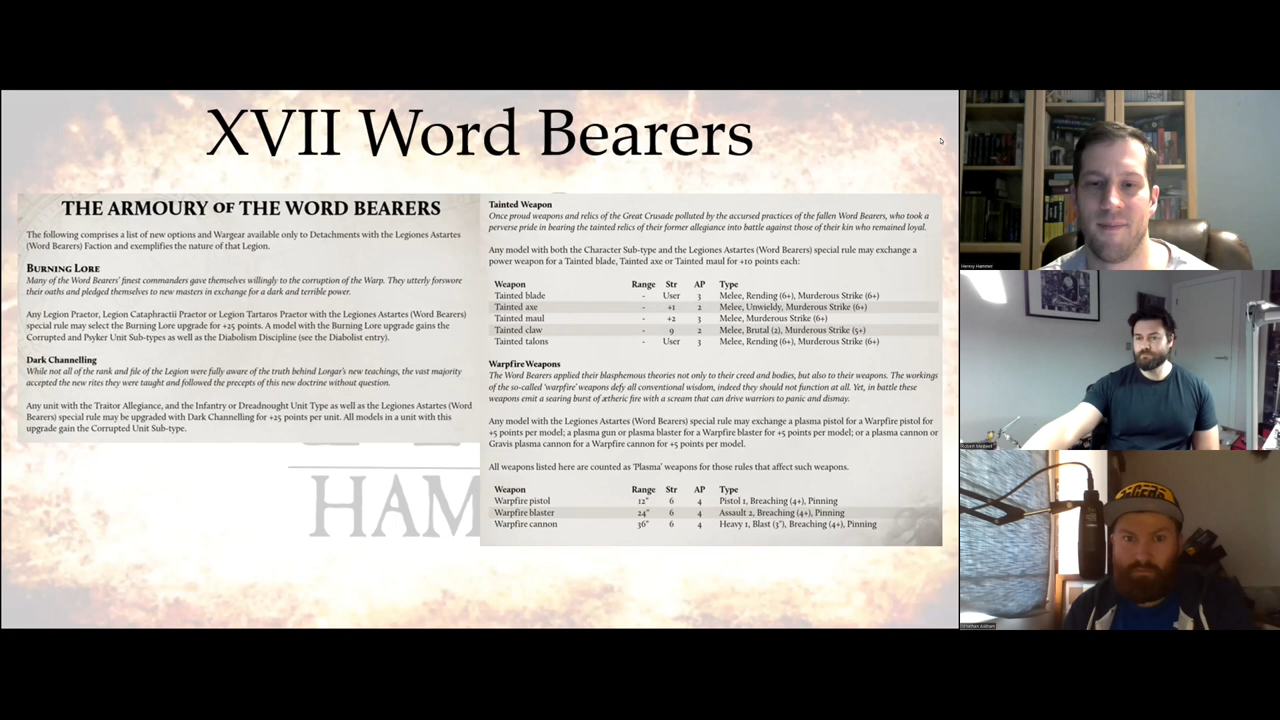 XVII Word Bearers
THE ARMOURY OF THE WORD BEARERS
The following comprises a list of new options and Wargear available only to Detachments with the Legiones Astartes
(Word Bearers) Faction and exemplifies the nature of that Legion.
BURNING LORE
Many of the Word Bearers' finest commanders gave themselves willingly to the corruption of the Warp. They utterly forswore
their oaths and pledged themselves to new masters in exchange for a dark and terrible power.
Any Legion Praetor, Legion Cataphractii Praetor or Legion Tartaros Praetor with the Legiones Astartes (Word Bearers)
special rule may select the Burning Lore upgrade for +25 points. A model with the Burning Lore upgrade gains the
Corrupted and Psyker Unit Sub-types as well as the Diabolism Discipline (see the Diabolist entry).
Dark Channelling
While not all of the rank and file of the Legion were fully aware of the truth behind Lorgar's new teachings, the vast majority
accepted the new rites they were taught and followed the precepts of this new doctrine without question.
Any unit with the Traitor Allegiance, and the Infantry or Dreadnought Unit Type as well as the Legiones Astartes (Word
Bearers) special rule may be upgraded with Dark Channelling for +25 points per unit. All models in a unit with this
upgrade gain the Corrupted Unit Sub-type.
HAM
Tainted Weapon
Once proud weapons and relics of the Great Crusade polluted by the accursed practices of the fallen Word Bearers, who took a
perverse pride in bearing the tainted relics of their former allegiance into battle against those of their kin who remained loyal.
Any model with both the Character Sub-type and the Legiones Astartes (Word Bearers) special rule may exchange a
power weapon for a Tainted blade, Tainted axe or Tainted maul for +10 points each:
Weapon Range Str AP Type
Tainted blade - User 3 Melee, Rending (6+), Murderous Strike (6+)
Tainted axe - +1 2 Melee, Unwieldy, Murderous Strike (6+)
Tainted maul - +2 3 Melee, Murderous Strike (6+)
Tainted claw - 9 2 Melee, Brutal (2), Murderous Strike (5+)
Tainted talons - User 3 Melee, Rending (6+), Murderous Strike (6+)
Warpfire Weapons
The Word Bearers applied their blasphemous theories not only to their creed and bodies, but also to their weapons. The workings
of the so-called 'warpfire' weapons defy all conventional wisdom, indeed they should not function at all. Yet, in battle these
weapons emit a searing burst of ætheric fire with a scream that can drive warriors to panic and dismay.
Any model with the Legiones Astartes (Word Bearers) special rule may exchange a plasma pistol for a Warpfire pistol for
+5 points per model; a plasma gun or plasma blaster for a Warpfire blaster for +5 points per model; or a plasma cannon or
Gravis plasma cannon for a Warpfire cannon for +5 points per model.
All weapons listed here are counted as 'Plasma' weapons for those rules that affect such weapons.
Weapon Range Str AP Type
Warpfire pistol 12" 6 4 Pistol 1, Breaching (4+), Pinning
Warpfire blaster 24" 6 4 Assault 2, Breaching (4+), Pinning
Warpfire cannon 36" 6 4 Heavy 1, Blast (3"), Breaching (4+), Pinning